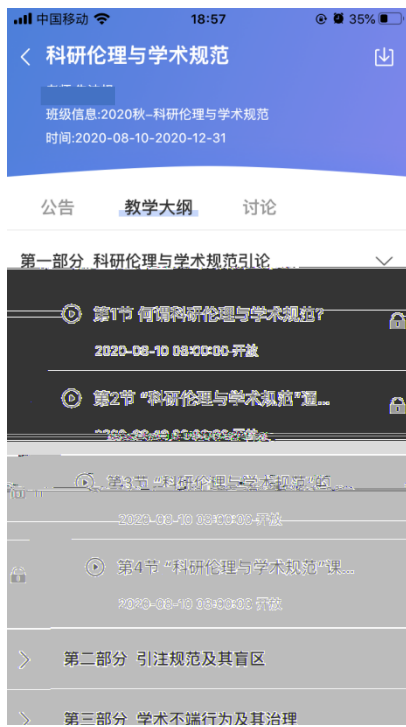 中国移动 18:57 35%
科研伦理与学术规范
班级信息:2020秋–科研伦理与学术规范
时间:2020-08-10-2020-12-31
公告 教学大纲 讨论
第一部分 科研伦理与学术规范引论
第1节 何谓科研伦理与学术规范?
2020-08-10 08:00:00 开放
第2节 “科研伦理与学术规范”通...
第3节 “科研伦理与学术规范”的
2020-08-10 08:00:00 开放
第4节 “科研伦理与学术规范”课...
2020-08-10 08:00:00 开放
第二部分 引注规范及其盲区
第三部分 学术不端行为及其治理